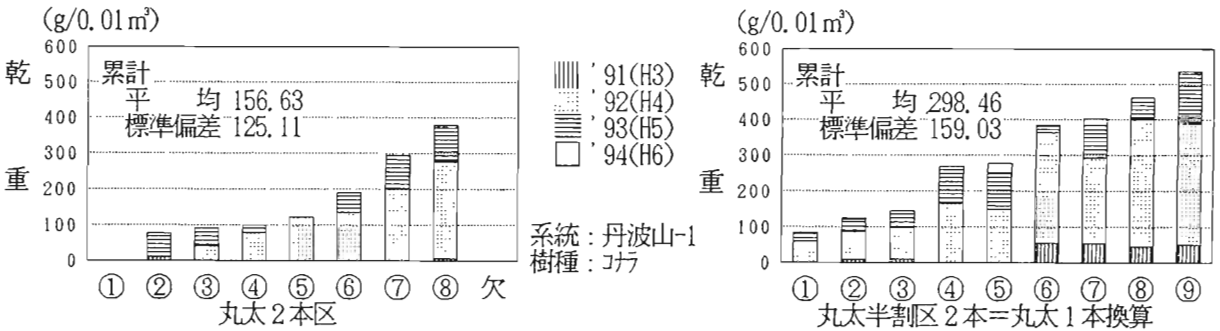 (g/0.01㎥)
600
500
400
300
200
100
0
乾
重
累計
平　　均 156.63
標準偏差 125.11
① ② ③ ④ ⑤ ⑥ ⑦ ⑧ 欠
丸太2本区
'91(H3)
'92(H4)
'93(H5)
'94(H6)
系統：丹波山-1
樹種：コナラ
(g/0.01㎥)
600
500
400
300
200
100
0
乾
重
累計
平　　均 298.46
標準偏差 159.03
① ② ③ ④ ⑤ ⑥ ⑦ ⑧ ⑨
丸太半割区2本＝丸太1本換算